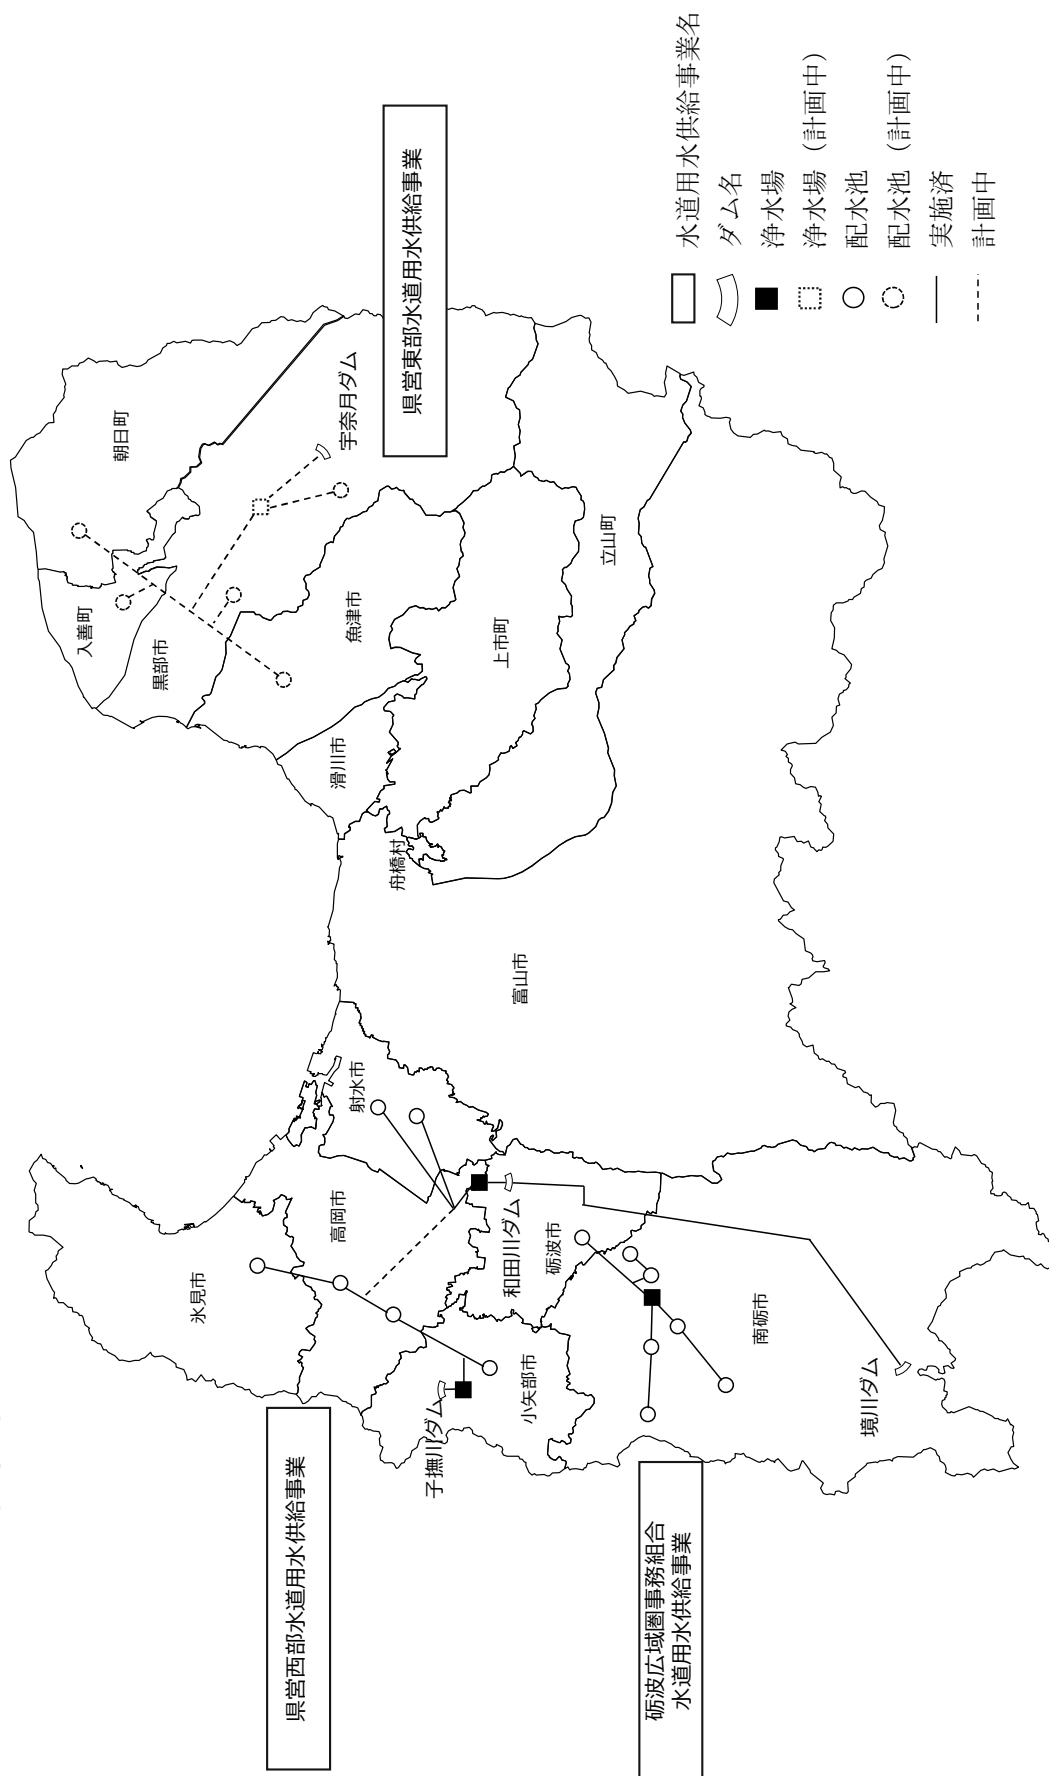 県営東部水道用水供給事業
朝日町
入善町
黒部市
宇奈月ダム
魚津市
滑川市
上市町
立山町
舟橋村
富山市
射水市
高岡市
氷見市
和田川ダム
砺波市
小矢部市
子撫川ダム
南砺市
境川ダム
県営西部水道用水供給事業
砺波広域圏事務組合
水道用水供給事業
水道用水供給事業名
ダム名
浄水場
浄水場（計画中）
配水池
配水池（計画中）
実施済
計画中